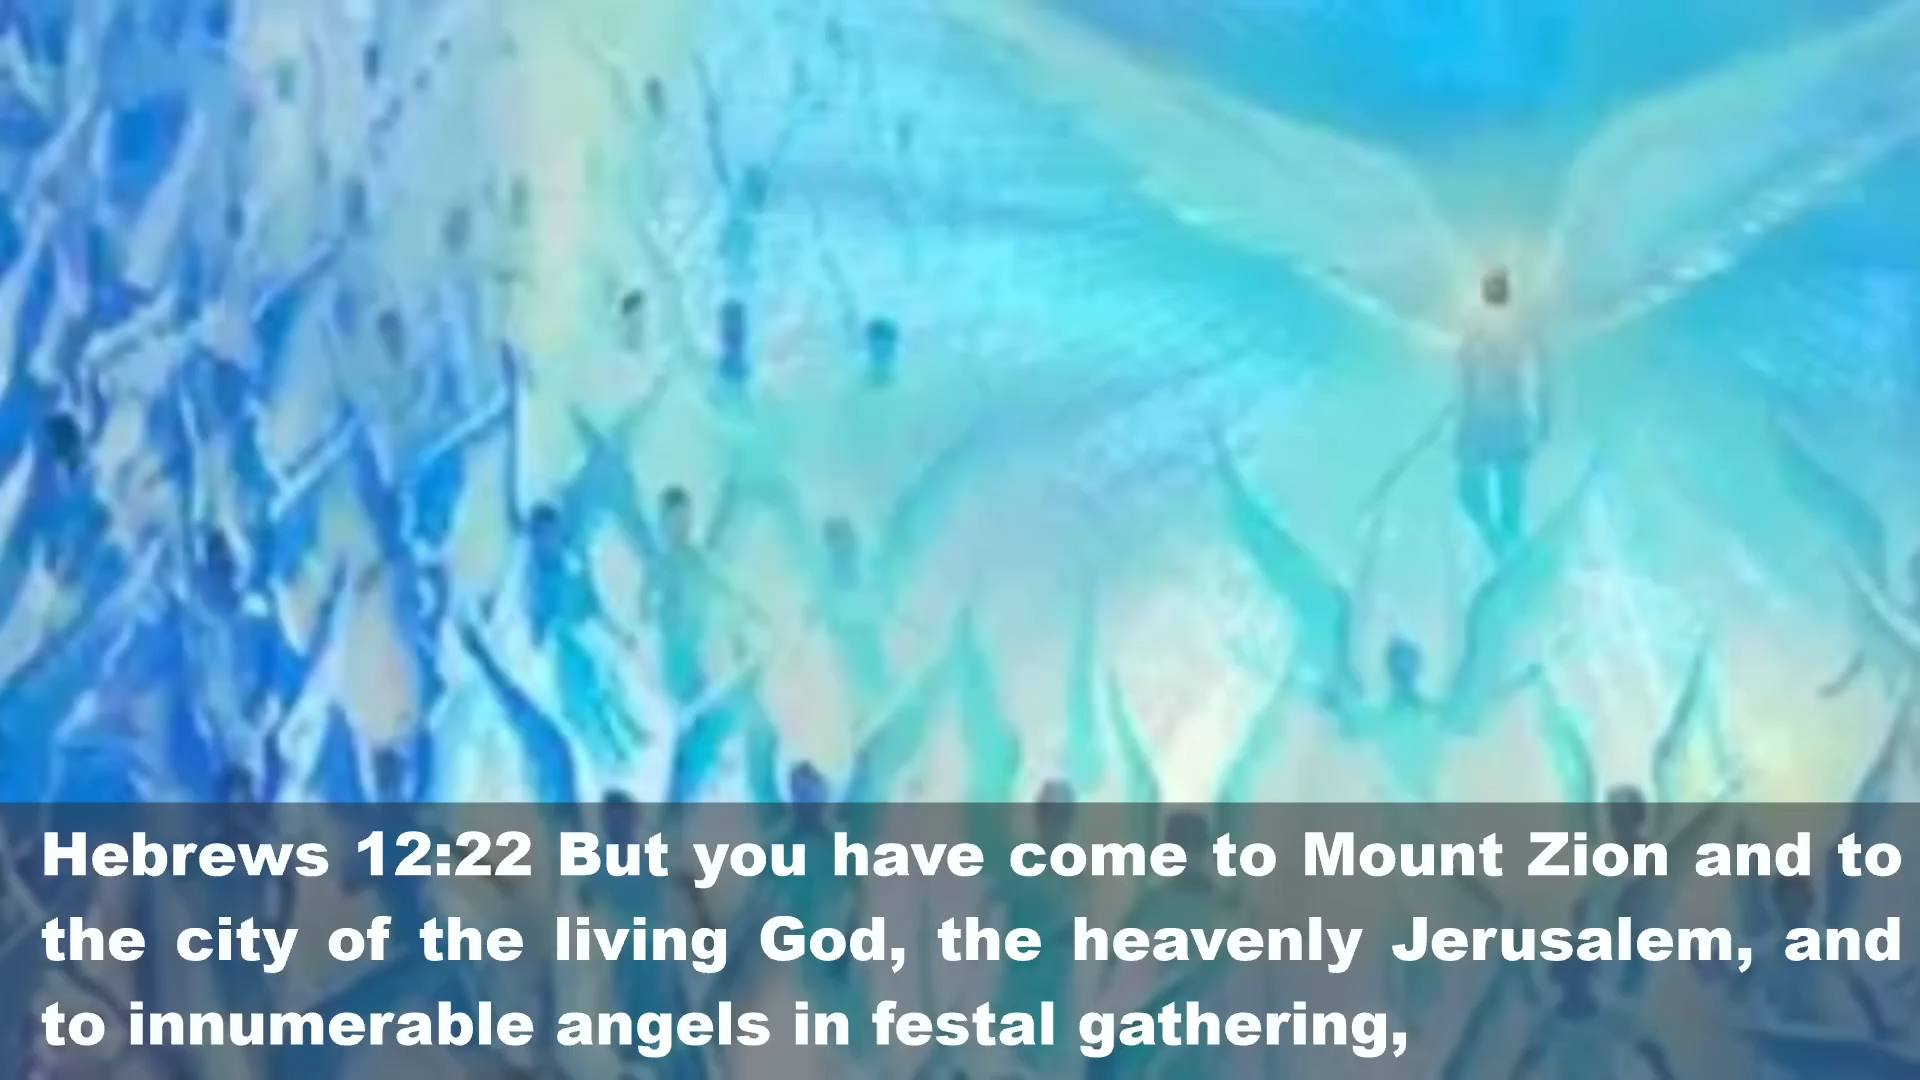 Hebrews 12:22 But you have come to Mount Zion and to
the city of the living God, the heavenly Jerusalem, and
to innumerable angels in festal gathering,